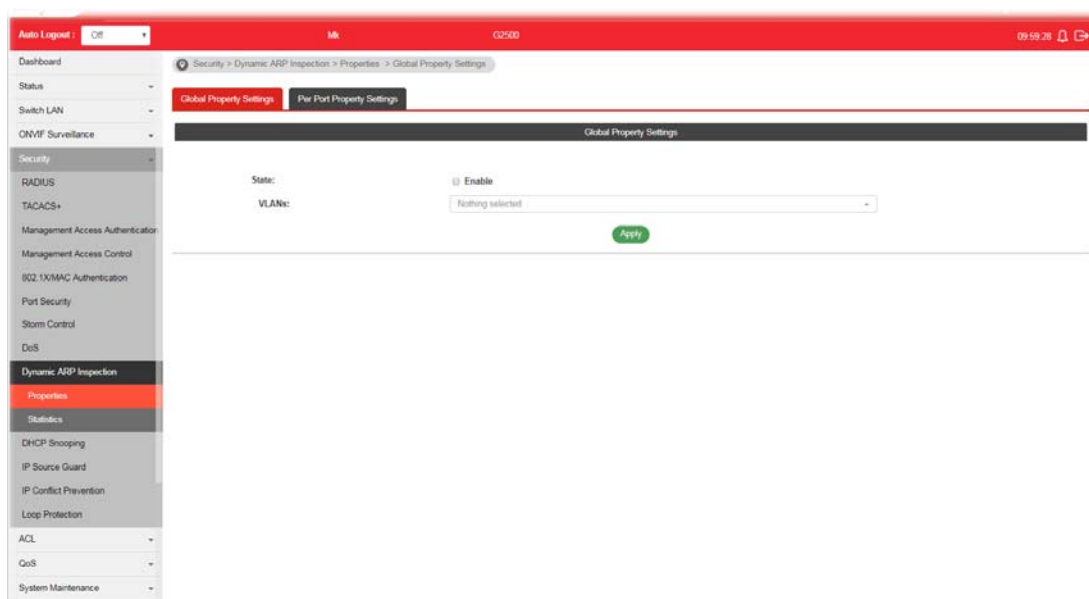 Auto Logout : Off Mk G2500 09:59:28
Dashboard
Security > Dynamic ARP Inspection > Properties > Global Property Settings
Status
Global Property Settings Per Port Property Settings
Switch LAN
ONVIF Surveillance
Global Property Settings
Security
RADIUS
State: Enable
TACACS+
VLANs: Nothing selected
Management Access Authentication
Apply
Management Access Control
802.1X/MAC Authentication
Port Security
Storm Control
DoS
Dynamic ARP Inspection
Properties
Statistics
DHCP Snooping
IP Source Guard
IP Conflict Prevention
Loop Protection
ACL
QoS
System Maintenance